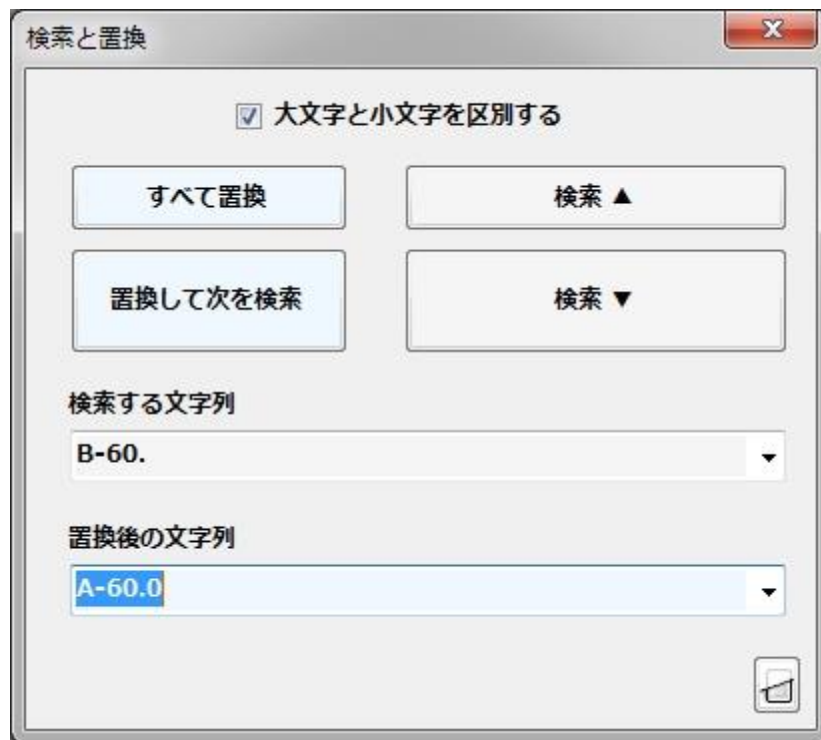 検索と置換
大文字と小文字を区別する
すべて置換
検索 ▲
置換して次を検索
検索 ▼
検索する文字列
B-60.
置換後の文字列
A-60.0